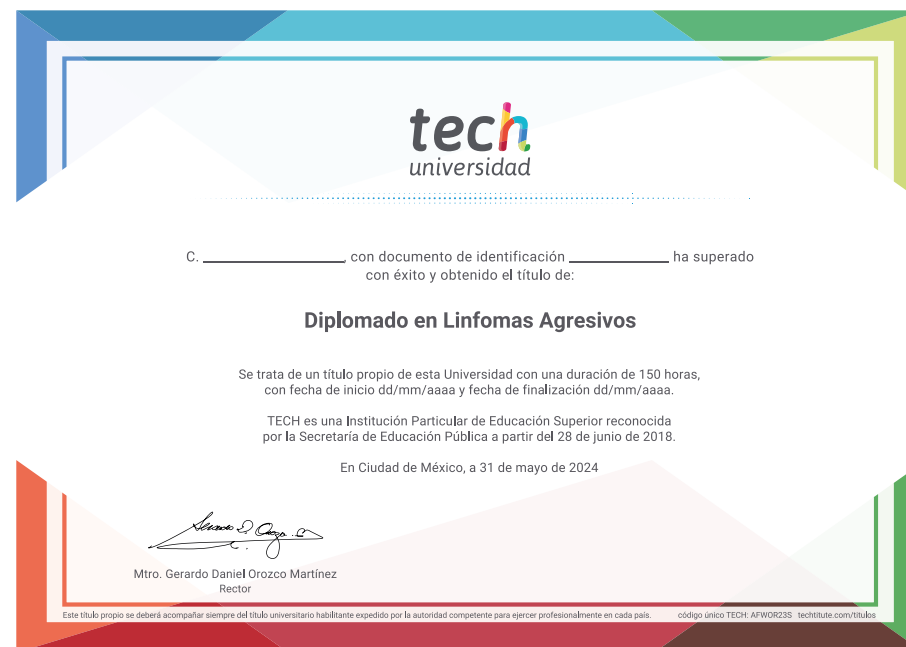 tech
universidad
C. ____________________, con documento de identificación ______________ ha superado
con éxito y obtenido el título de:
Diplomado en Linfomas Agresivos
Se trata de un título propio de esta Universidad con una duración de 150 horas,
con fecha de inicio dd/mm/aaaa y fecha de finalización dd/mm/aaaa.
TECH es una Institución Particular de Educación Superior reconocida
por la Secretaría de Educación Pública a partir del 28 de junio de 2018.
En Ciudad de México, a 31 de mayo de 2024
Mtro. Gerardo Daniel Orozco Martínez
Rector
Este título propio se deberá acompañar siempre del título universitario habilitante expedido por la autoridad competente para ejercer profesionalmente en cada país. código único TECH: AFWOR23S techtitute.com/títulos